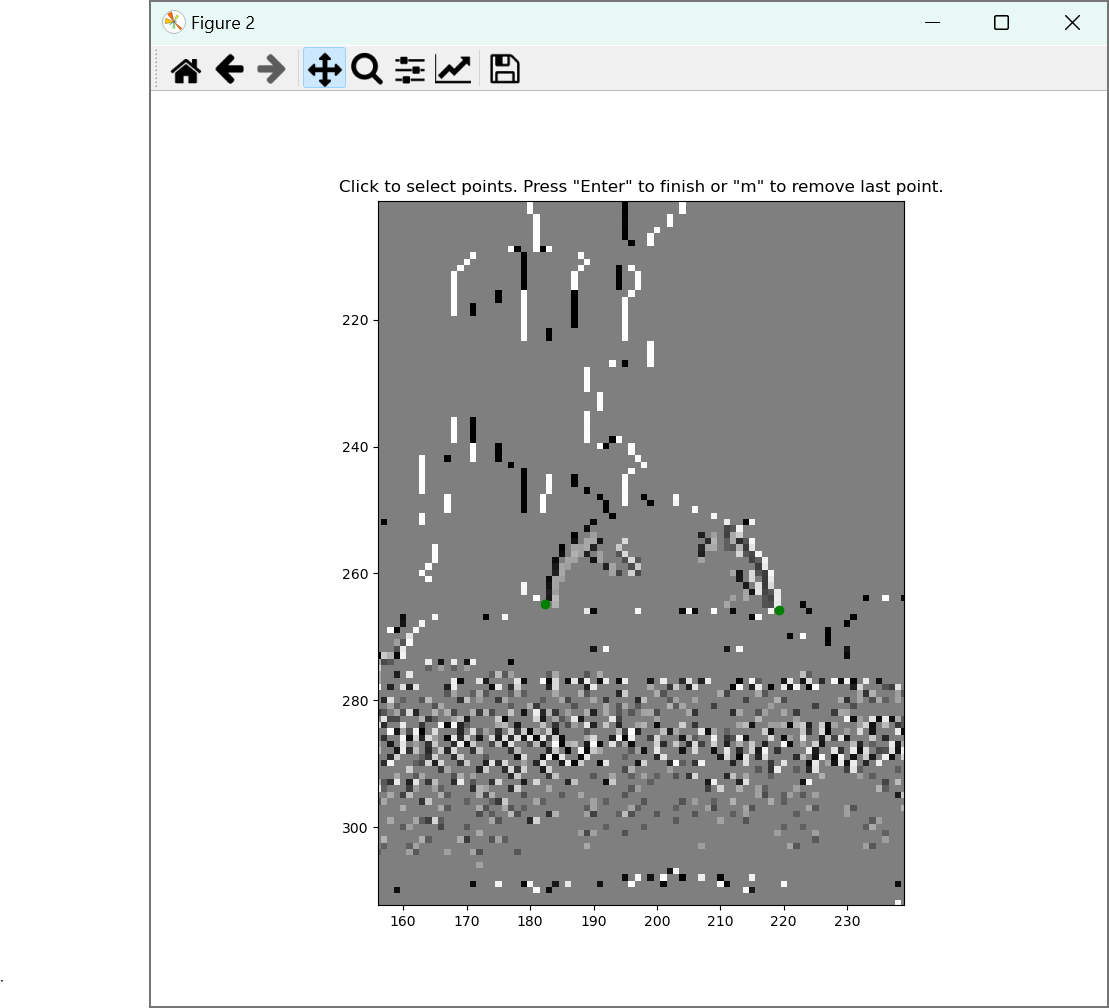 Figure 2
Click to select points. Press "Enter" to finish or "m" to remove last point.
220
240
260
280
300
160 170 180 190 200 210 220 230